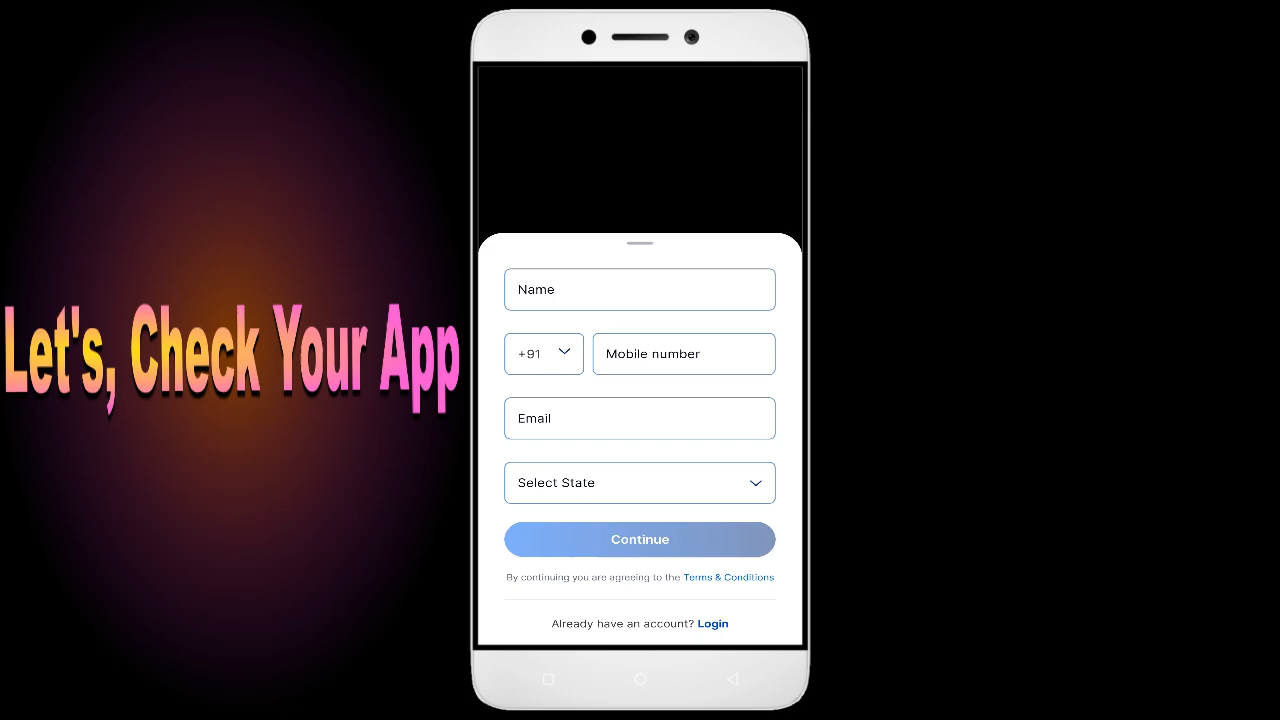 Let's, Check Your App
Name
+91
Mobile number
Email
Select State
Continue
By continuing you are agreeing to the Terms & Conditions
Already have an account? Login